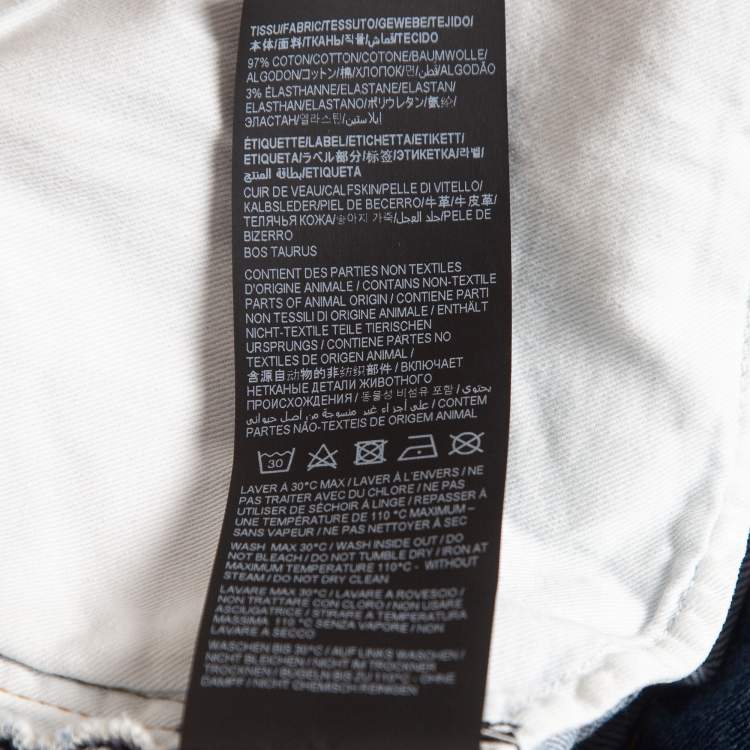 TISSU/FABRIC/TESSUTO/GEWEBE/TEJIDO/
本体/面料/ТКАНЬ/직물/قماش/TECIDO
97% COTON/COTTON/COTONE/BAUMWOLLE/
ALGODON/コットン/棉/ХЛОПОК/면/قطن/ALGODÃO
3% ÉLASTHANNE/ELASTANE/ELASTAN/
ELASTHAN/ELASTANO/ポリウレタン/氨纶/
ЭЛАСТАН/엘라스틴/إيلاستين
ÉTIQUETTE/LABEL/ETICHETTA/ETIKETT/
ETIQUETA/ラベル部分/标签/ЭТИКЕТКА/라벨/
بطاقة المنتج/ETIQUETA
CUIR DE VEAU/CALFSKIN/PELLE DI VITELLO/
KALBSLEDER/PIEL DE BECERRO/牛革/牛皮革/
ТЕЛЯЧЬЯ КОЖА/송아지 가죽/جلد العجل/PELE DE
BIZERRO
BOS TAURUS
CONTIENT DES PARTIES NON TEXTILES
D'ORIGINE ANIMALE / CONTAINS NON-TEXTILE
PARTS OF ANIMAL ORIGIN / CONTIENE PARTI
NON TESSILI DI ORIGINE ANIMALE / ENTHÄLT
NICHT-TEXTILE TEILE TIERISCHEN
URSPRUNGS / CONTIENE PARTES NO
TEXTILES DE ORIGEN ANIMAL /
含源自动物的非纺织部件 / ВКЛЮЧАЕТ
НЕТКАНЫЕ ДЕТАЛИ ЖИВОТНОГО
ПРОИСХОЖДЕНИЯ / 동물성 비섬유 포함 / يحتوي
على أجزاء غير منسوجة من أصل حيواني / CONTEM
PARTES NÃO-TEXTEIS DE ORIGEM ANIMAL
30
LAVER À 30°C MAX / LAVER À L'ENVERS / NE
PAS TRAITER AVEC DU CHLORE / NE PAS
UTILISER DE SÉCHOIR À LINGE / REPASSER À
UNE TEMPÉRATURE DE 110 °C MAXIMUM –
SANS VAPEUR / NE PAS NETTOYER À SEC
WASH MAX 30°C / WASH INSIDE OUT / DO
NOT BLEACH / DO NOT TUMBLE DRY / IRON AT
MAXIMUM TEMPERATURE 110°C - WITHOUT
STEAM / DO NOT DRY CLEAN
LAVARE MAX 30°C / LAVARE A ROVESCIO /
NON TRATTARE CON CLORO / NON USARE
ASCIUGATRICE / STIRARE A TEMPERATURA
MASSIMA 110 °C SENZA VAPORE / NON
LAVARE A SECCO
WASCHEN BIS 30°C / AUF LINKS WASCHEN /
NICHT BLEICHEN / NICHT IM TROCKNER
TROCKNEN / BÜGELN BIS ZU 110°C - OHNE
DAMPF / NICHT CHEMISCH REINIGEN